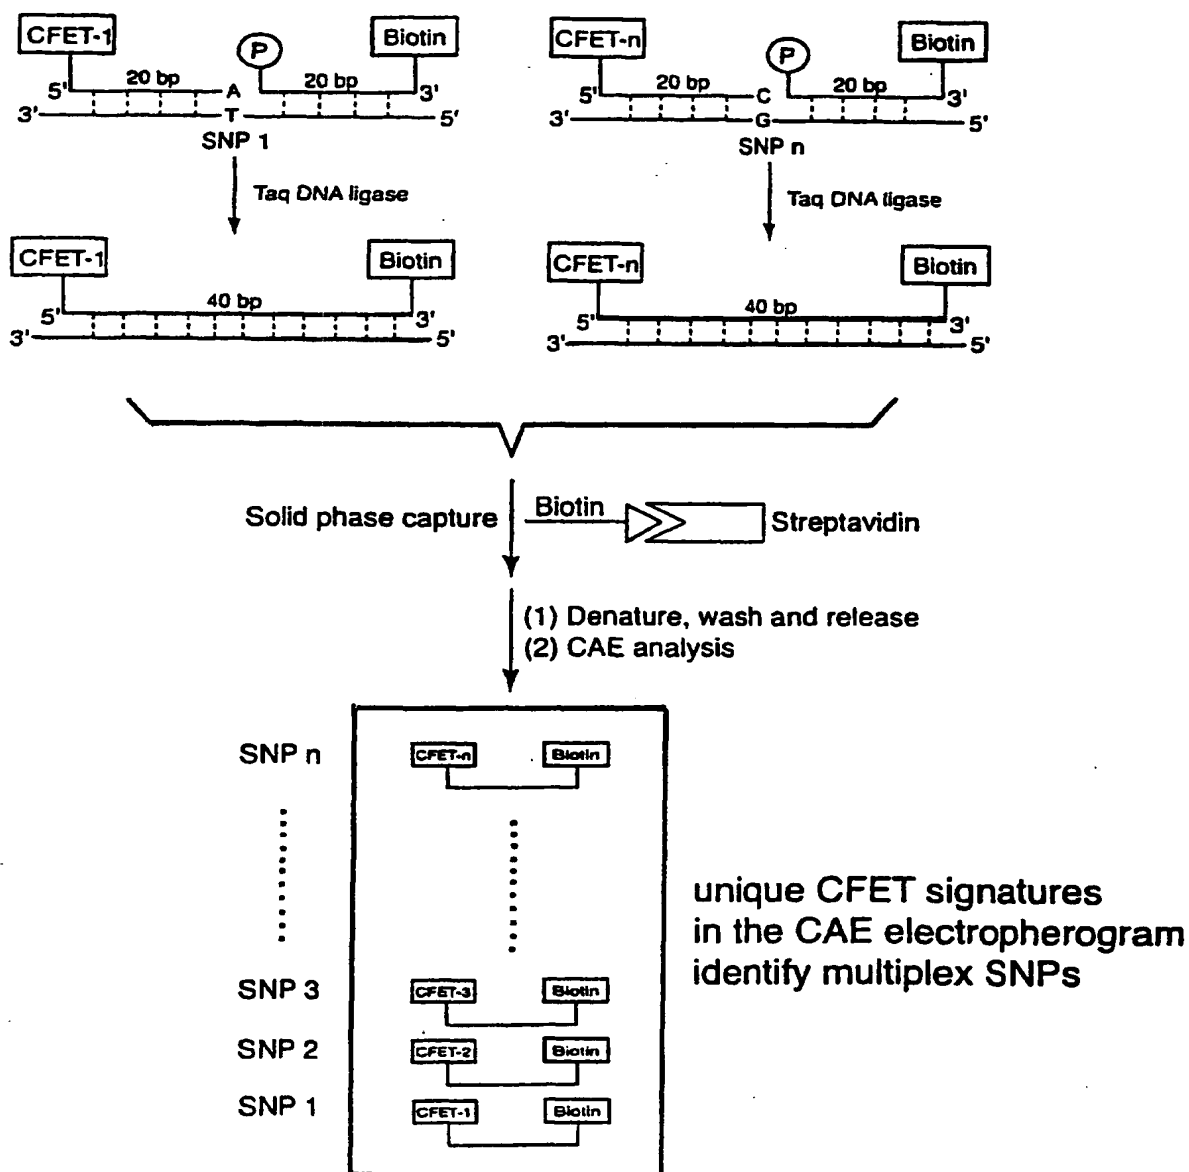 CFET-1 P Biotin
20 bp 20 bp
5' A 3'
3' T 5'
SNP 1
Taq DNA ligase
CFET-1 Biotin
40 bp
5' 3'
3' 5'
CFET-n P Biotin
20 bp 20 bp
5' C 3'
3' G 5'
SNP n
Taq DNA ligase
CFET-n Biotin
40 bp
5' 3'
3' 5'
Solid phase capture
Biotin
Streptavidin
(1) Denature, wash and release
(2) CAE analysis
SNP n CFET-n Biotin
SNP 3 CFET-3 Biotin
SNP 2 CFET-2 Biotin
SNP 1 CFET-1 Biotin
unique CFET signatures
in the CAE electropherogram
identify multiplex SNPs